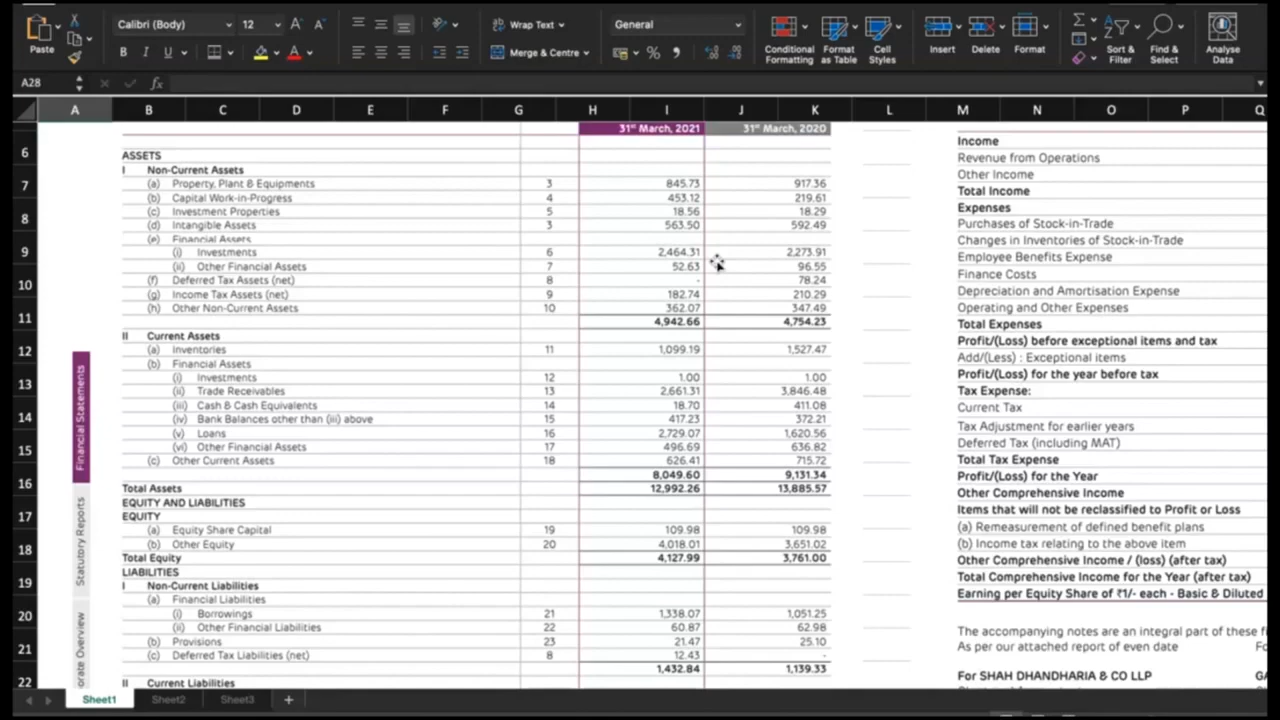 Calibri (Body) 12 A A Wrap Text General
Paste B I U A Merge & Centre % Conditional Formatting Format as Table Cell Styles Insert Delete Format Sort & Filter Find & Select Analyse Data
A28 fx
A B C D E F G H I J K L M N O P Q
31st March, 2021 31st March, 2020
6 ASSETS
I Non-Current Assets
7 (a) Property, Plant & Equipments 3 845.73 917.36
(b) Capital Work-in-Progress 4 453.12 219.61
8 (c) Investment Properties 5 18.56 18.29
(d) Intangible Assets 3 563.50 592.49
(e) Financial Assets
9 (i) Investments 6 2,464.31 2,273.91
(ii) Other Financial Assets 7 52.63 96.55
10 (f) Deferred Tax Assets (net) 8 - 78.24
(g) Income Tax Assets (net) 9 182.74 210.29
11 (h) Other Non-Current Assets 10 362.07 347.49
4,942.66 4,754.23
II Current Assets
12 (a) Inventories 11 1,099.19 1,527.47
(b) Financial Assets
13 (i) Investments 12 1.00 1.00
(ii) Trade Receivables 13 2,661.31 3,846.48
(iii) Cash & Cash Equivalents 14 18.70 411.08
14 (iv) Bank Balances other than (iii) above 15 417.23 372.21
(v) Loans 16 2,729.07 1,620.56
15 (vi) Other Financial Assets 17 496.69 636.82
(c) Other Current Assets 18 626.41 715.72
8,049.60 9,131.34
16 Total Assets 12,992.26 13,885.57
EQUITY AND LIABILITIES
17 EQUITY
(a) Equity Share Capital 19 109.98 109.98
18 (b) Other Equity 20 4,018.01 3,651.02
Total Equity 4,127.99 3,761.00
LIABILITIES
19 I Non-Current Liabilities
(a) Financial Liabilities
20 (i) Borrowings 21 1,338.07 1,051.25
(ii) Other Financial Liabilities 22 60.87 62.98
21 (b) Provisions 23 21.47 25.10
(c) Deferred Tax Liabilities (net) 8 12.43 -
1,432.84 1,139.33
22 II Current Liabilities
Financial Statements
Statutory Reports
orate Overview
Income
Revenue from Operations
Other Income
Total Income
Expenses
Purchases of Stock-in-Trade
Changes in Inventories of Stock-in-Trade
Employee Benefits Expense
Finance Costs
Depreciation and Amortisation Expense
Operating and Other Expenses
Total Expenses
Profit/(Loss) before exceptional items and tax
Add/(Less) : Exceptional items
Profit/(Loss) for the year before tax
Tax Expense:
Current Tax
Tax Adjustment for earlier years
Deferred Tax (including MAT)
Total Tax Expense
Profit/(Loss) for the Year
Other Comprehensive Income
Items that will not be reclassified to Profit or Loss
(a) Remeasurement of defined benefit plans
(b) Income tax relating to the above item
Other Comprehensive Income / (loss) (after tax)
Total Comprehensive Income for the Year (after tax)
Earning per Equity Share of ₹1/- each - Basic & Diluted
The accompanying notes are an integral part of these fi
As per our attached report of even date Fo
For SHAH DHANDHARIA & CO LLP GA
Sheet1 Sheet2 Sheet3 +